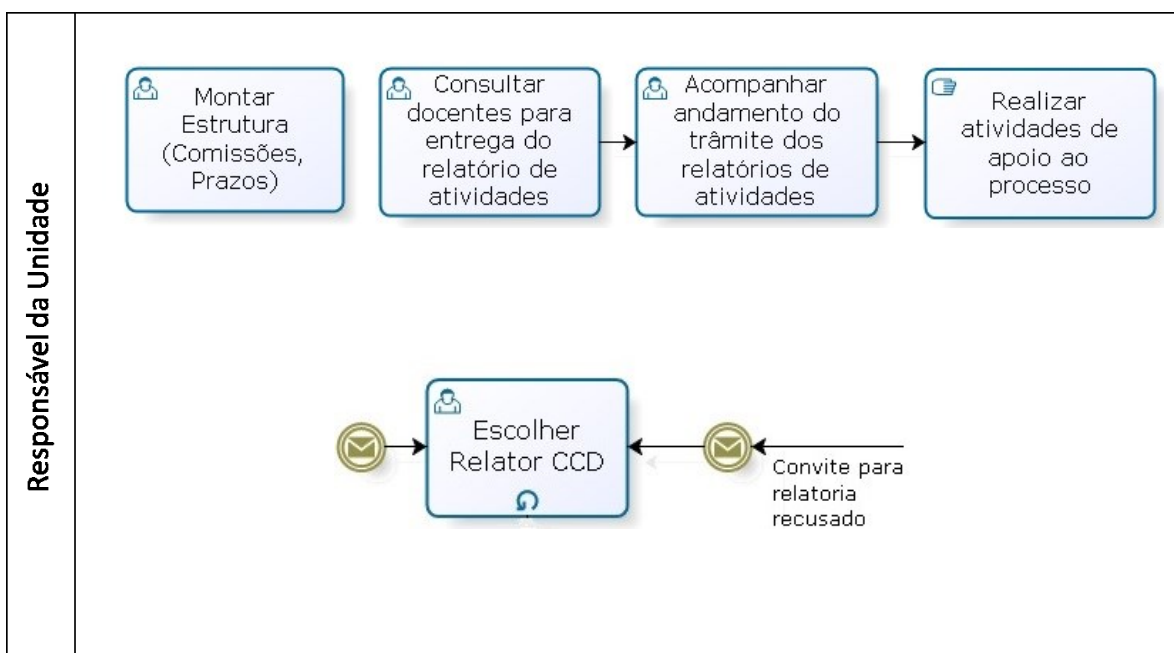 Responsável da Unidade
Montar
Estrutura
(Comissões,
Prazos)
Consultar
docentes para
entrega do
relatório de
atividades
Acompanhar
andamento do
trâmite dos
relatórios de
atividades
Realizar
atividades de
apoio ao
processo
Escolher
Relator CCD
Convite para
relatoria
recusado